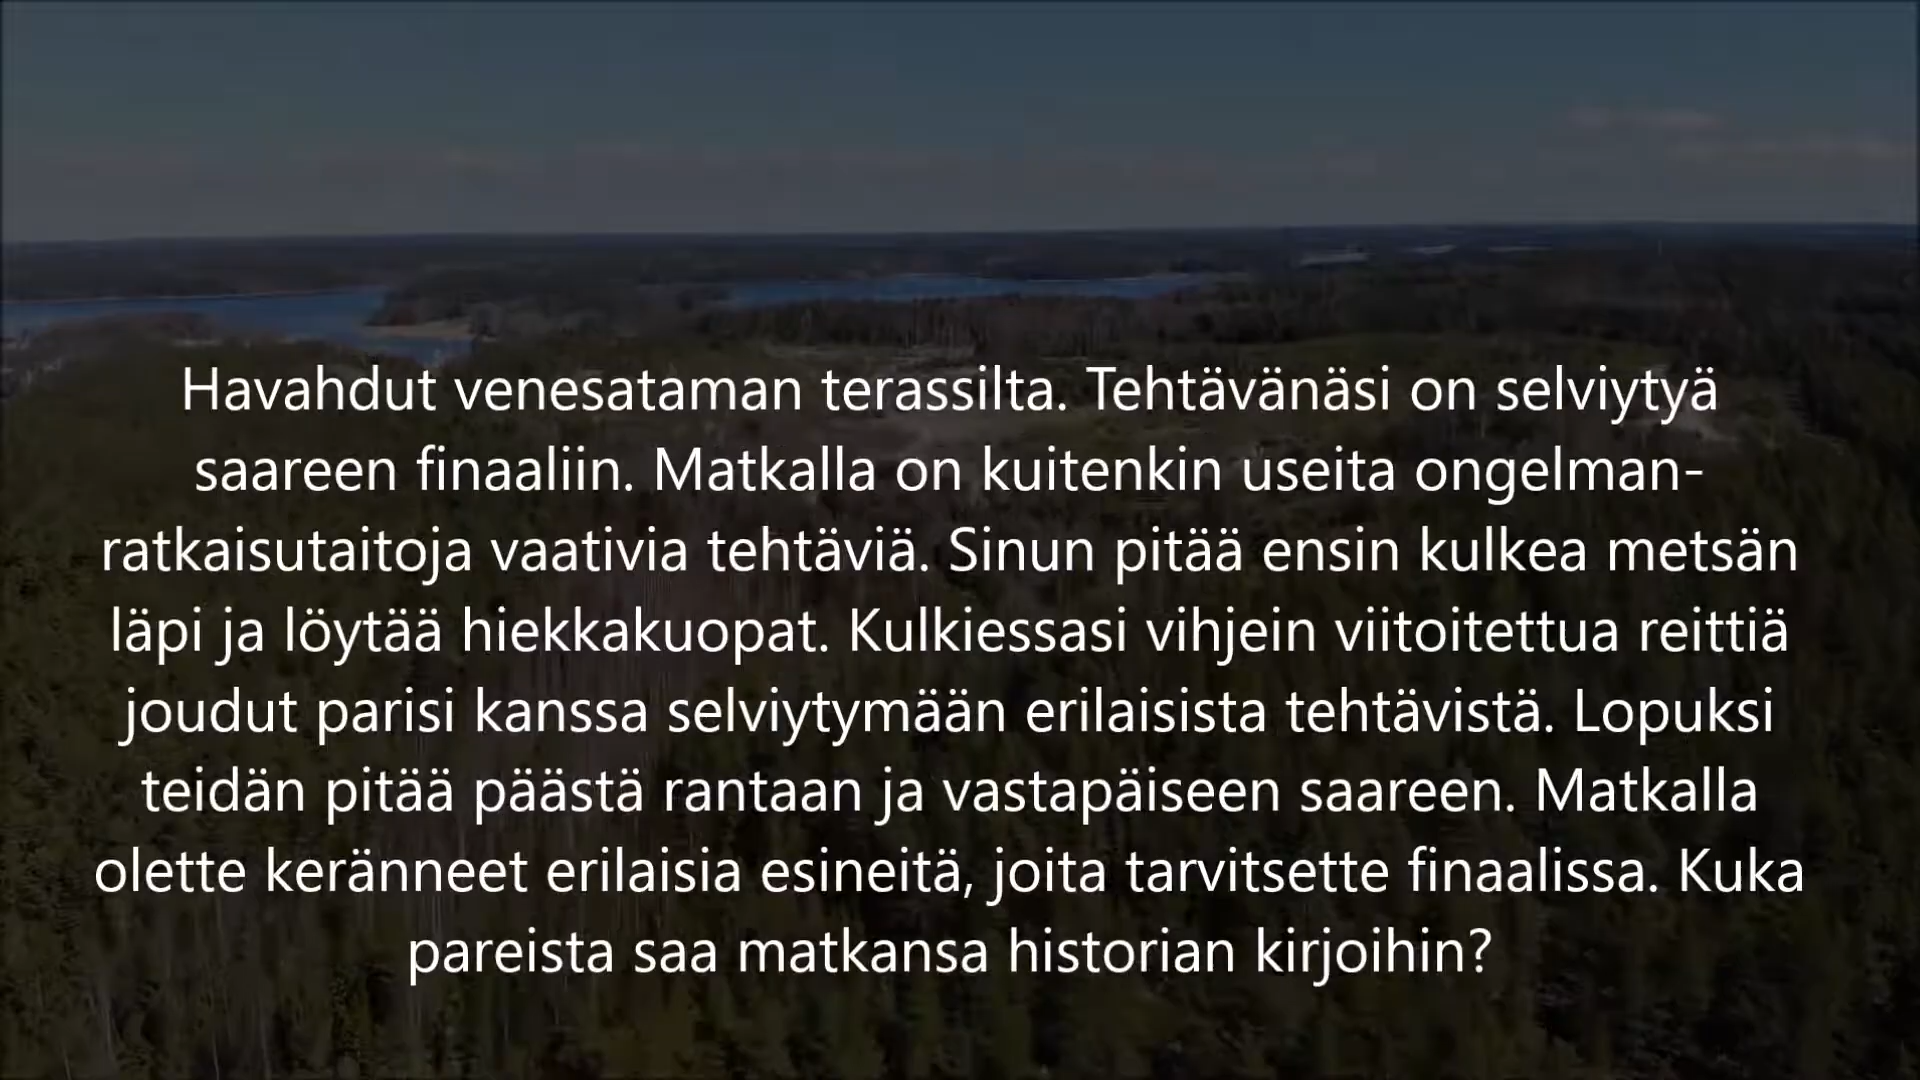 Havahdut venesataman terassilta. Tehtävänäsi on selviytyä
saareen finaaliin. Matkalla on kuitenkin useita ongelman-
ratkaisutaitoja vaativia tehtäviä. Sinun pitää ensin kulkea metsän
läpi ja löytää hiekkakuopat. Kulkiessasi vihjein viitoitettua reittiä
joudut parisi kanssa selviytymään erilaisista tehtävistä. Lopuksi
teidän pitää päästä rantaan ja vastapäiseen saareen. Matkalla
olette keränneet erilaisia esineitä, joita tarvitsette finaalissa. Kuka
pareista saa matkansa historian kirjoihin?